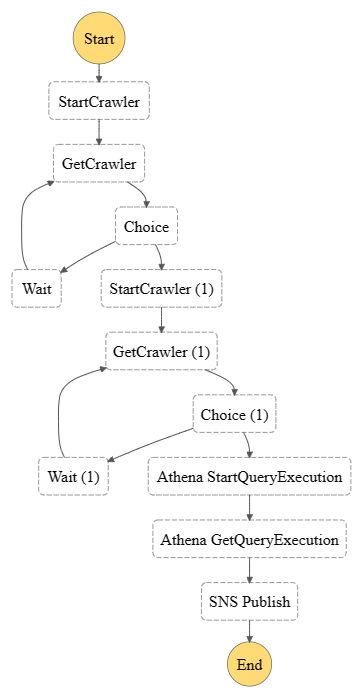 Start
StartCrawler
GetCrawler
Choice
Wait
StartCrawler (1)
GetCrawler (1)
Choice (1)
Wait (1)
Athena StartQueryExecution
Athena GetQueryExecution
SNS Publish
End